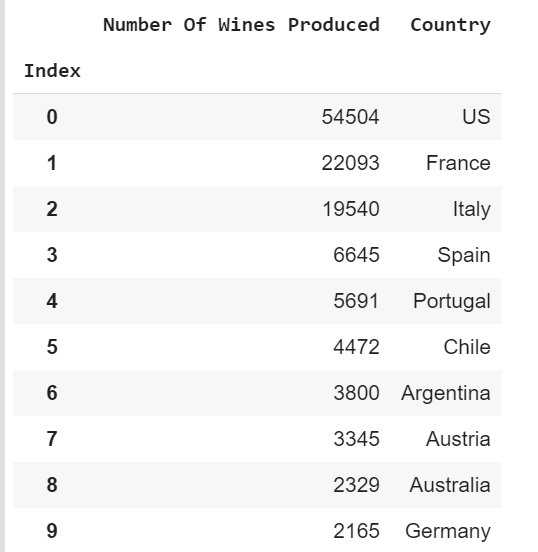 Number Of Wines Produced Country
Index
0 54504 US
1 22093 France
2 19540 Italy
3 6645 Spain
4 5691 Portugal
5 4472 Chile
6 3800 Argentina
7 3345 Austria
8 2329 Australia
9 2165 Germany